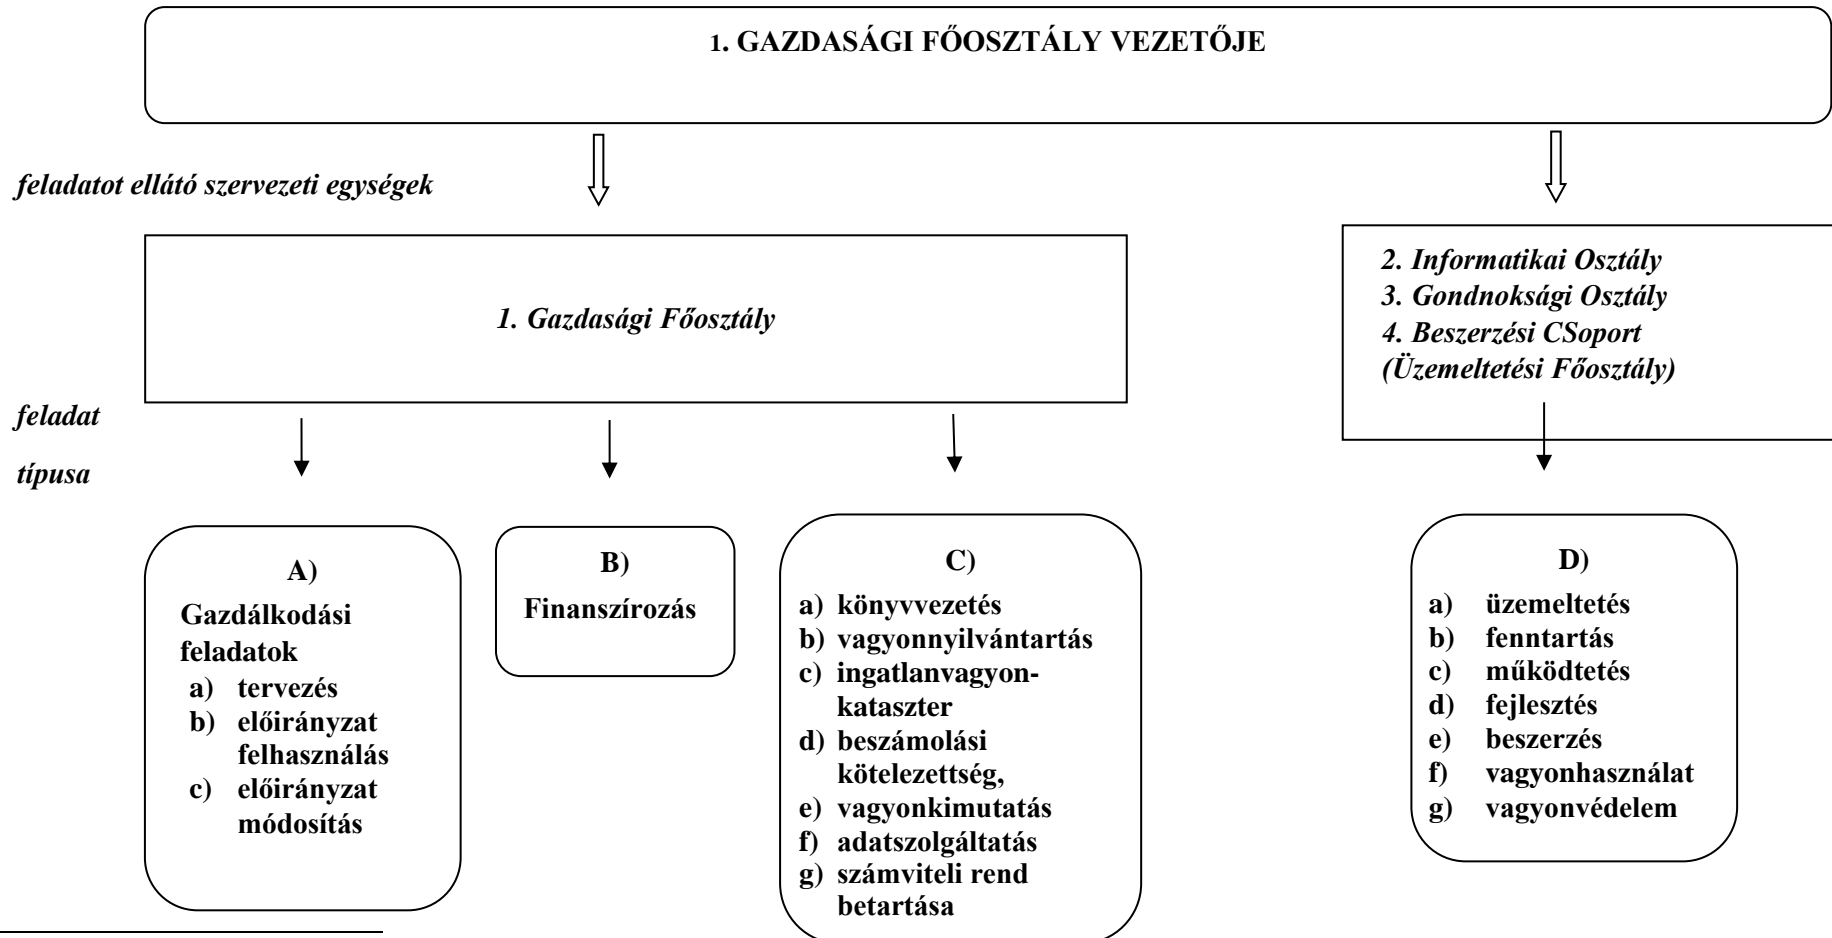 1. GAZDASÁGI FŐOSZTÁLY VEZETŐJE
feladatot ellátó szervezeti egységek
1. Gazdasági Főosztály
2. Informatikai Osztály
3. Gondnoksági Osztály
4. Beszerzési CSoport
(Üzemeltetési Főosztály)
feladat
típusa
A)
Gazdálkodási
feladatok
a) tervezés
b) előirányzat
felhasználás
c) előirányzat
módosítás
B)
Finanszírozás
C)
a) könyvvezetés
b) vagyonnyilvántartás
c) ingatlanvagyon-
kataszter
d) beszámolási
kötelezettség,
e) vagyonkimutatás
f) adatszolgáltatás
g) számviteli rend
betartása
D)
a) üzemeltetés
b) fenntartás
c) működtetés
d) fejlesztés
e) beszerzés
f) vagyonhasználat
g) vagyonvédelem